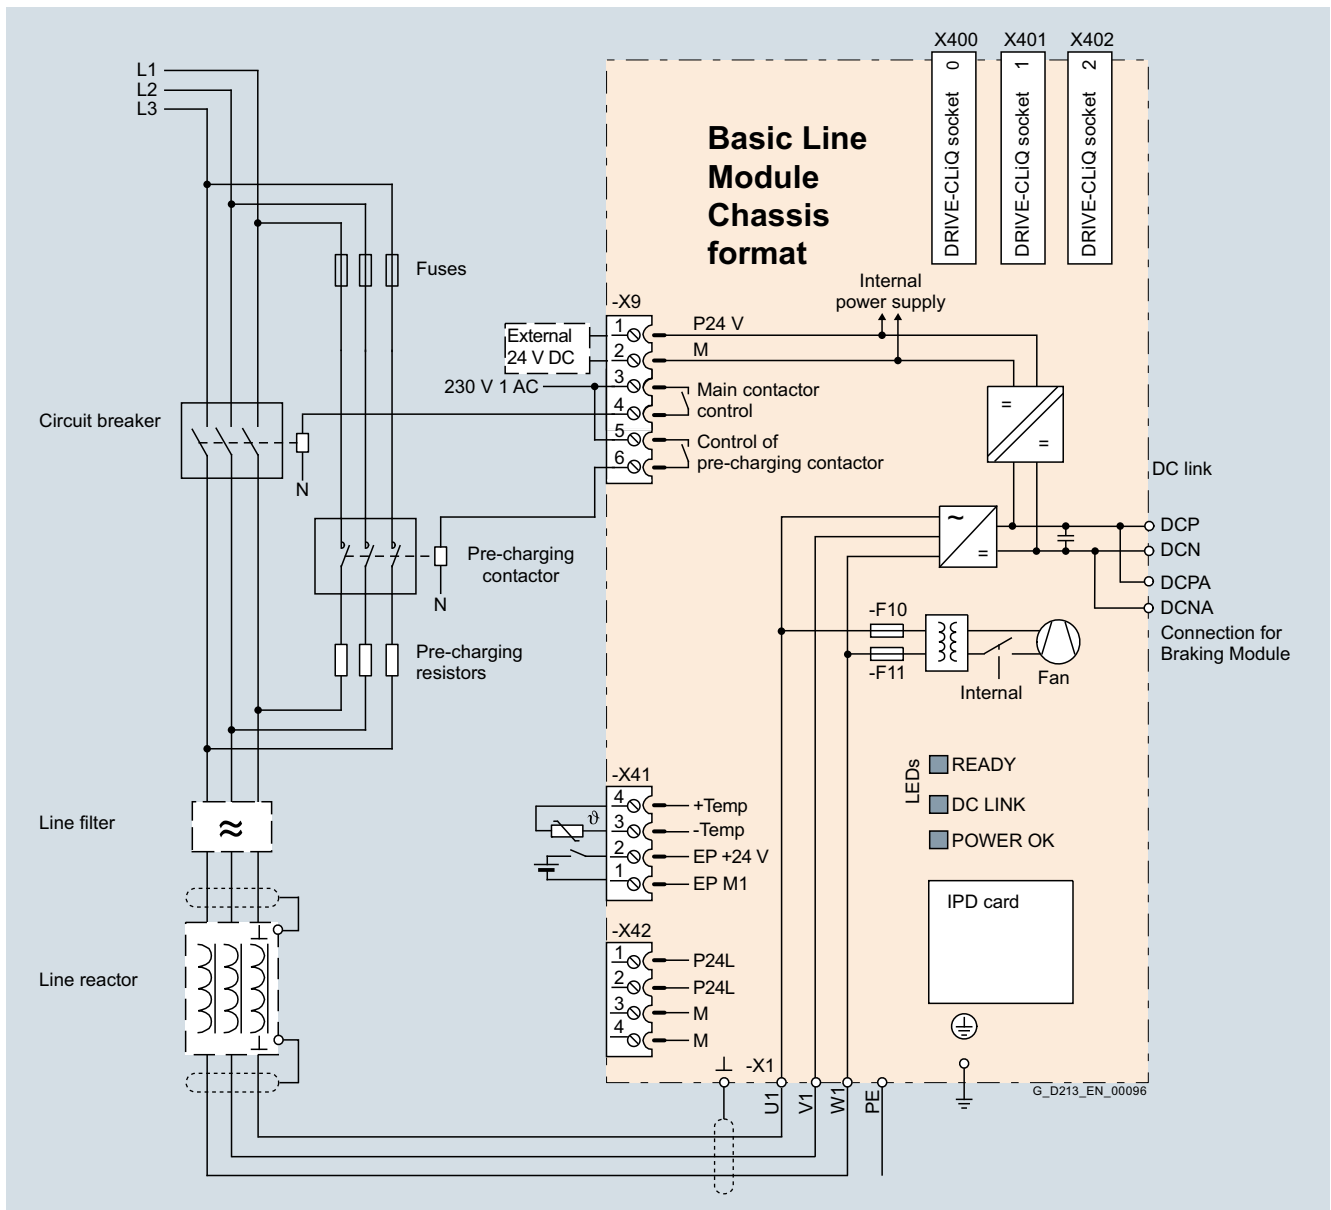 X400
X401
X402
DRIVE-CLiQ socket 0
DRIVE-CLiQ socket 1
DRIVE-CLiQ socket 2
L1
L2
L3
Basic Line
Module
Chassis
format
Fuses
Internal
power supply
-X9
1
2
3
4
5
6
External
24 V DC
230 V 1 AC
P24 V
M
Main contactor
control
Control of
pre-charging contactor
=
=
Circuit breaker
N
DC link
~
=
DCP
DCN
DCPA
DCNA
Connection for
Braking Module
Pre-charging
contactor
N
-F10
-F11
Internal
Fan
Pre-charging
resistors
LEDs
READY
DC LINK
POWER OK
-X41
4
3
2
1
ϑ
+Temp
-Temp
EP +24 V
EP M1
Line filter
≈
IPD card
-X42
1
2
3
4
P24L
P24L
M
M
Line reactor
-X1
U1
V1
W1
PE
G_D213_EN_00096